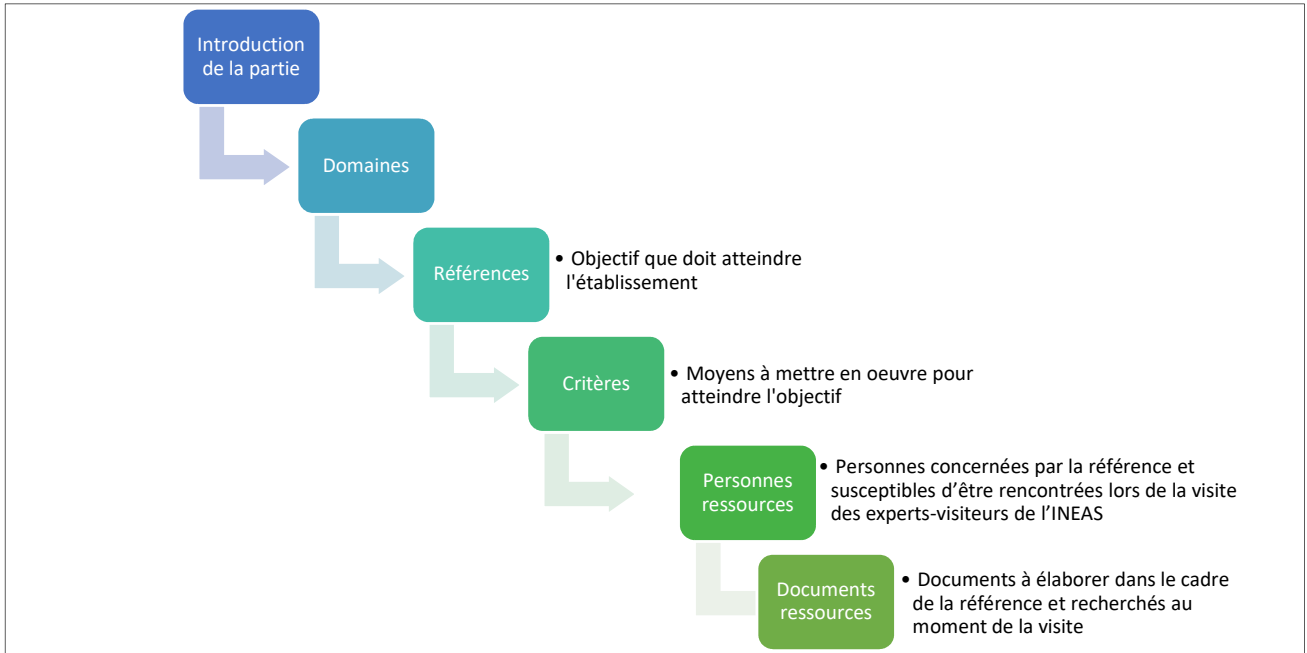 Introduction
de la partie
Domaines
Références
• Objectif que doit atteindre
l'établissement
Critères
• Moyens à mettre en oeuvre pour
atteindre l'objectif
Personnes
ressources
• Personnes concernées par la référence et
susceptibles d’être rencontrées lors de la visite
des experts-visiteurs de l’INEAS
Documents
ressources
• Documents à élaborer dans le cadre
de la référence et recherchés au
moment de la visite